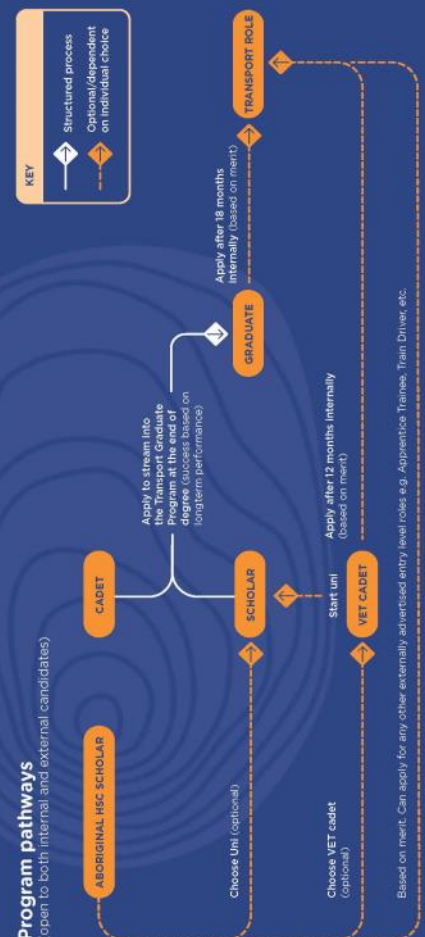 Program pathways
(open to both internal and external candidates)
KEY
Structured process
Optional/dependent
on individual choice
ABORIGINAL HSC SCHOLAR
CADET
Apply to stream into
the Transport Graduate
Program at the end of
degree (success based on
longterm performance)
GRADUATE
Apply after 18 months
internally (based on merit)
TRANSPORT ROLE
Choose Uni (optional)
SCHOLAR
Start uni
Choose VET cadet
(optional)
VET CADET
Apply after 12 months internally
(based on merit)
Based on merit. Can apply for any other externally advertised entry level roles e.g. Apprentice Trainee, Train Driver, etc.